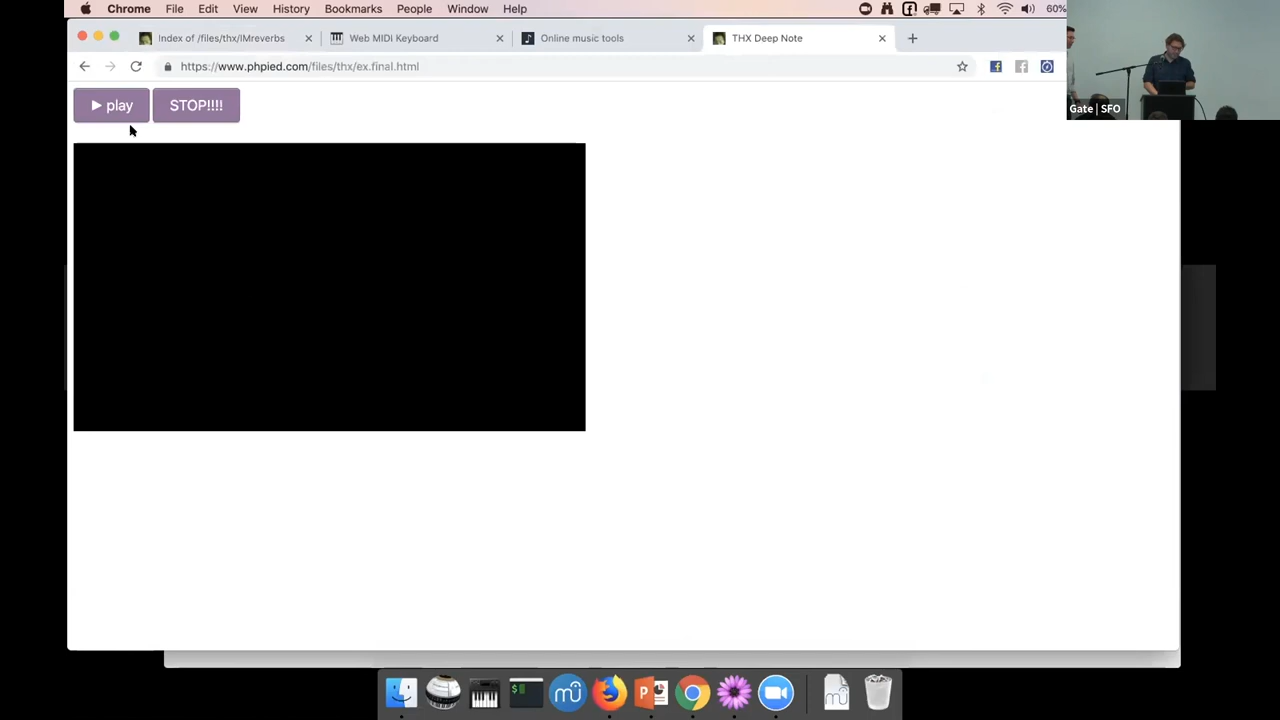 Chrome File Edit View History Bookmarks People Window Help 60%
Index of /files/thx/IMreverbs Web MIDI Keyboard Online music tools THX Deep Note
https://www.phpied.com/files/thx/ex.final.html
play STOP!!!!
Gate | SFO